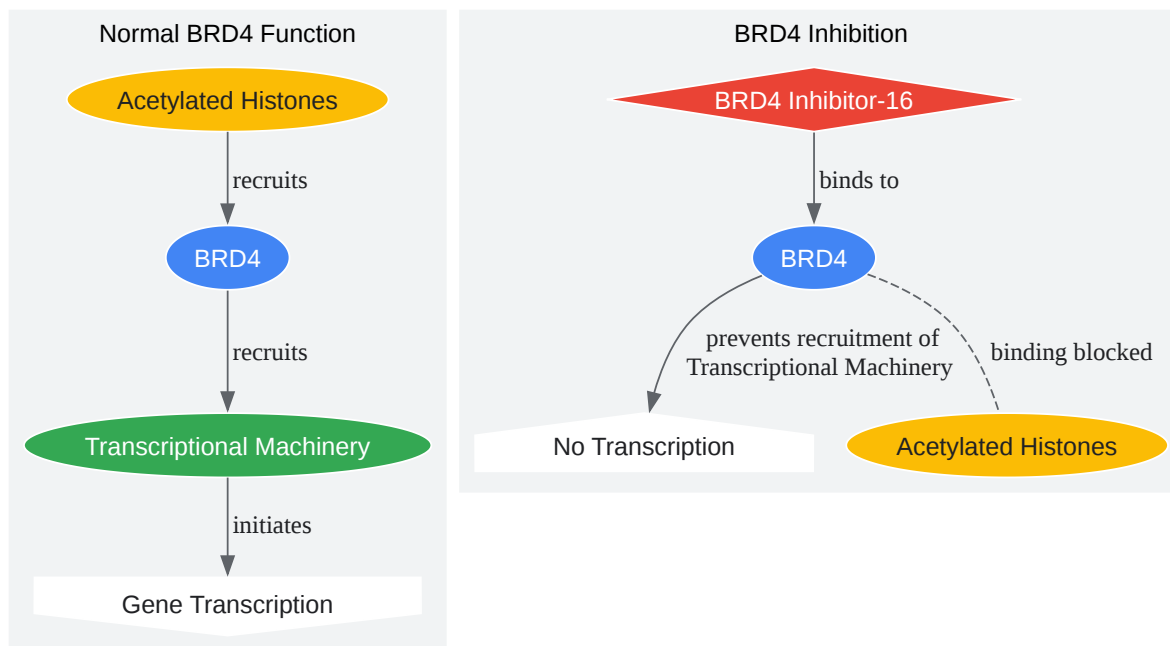 Normal BRD4 Function
Acetylated Histones
recruits
BRD4
recruits
Transcriptional Machinery
initiates
Gene Transcription
BRD4 Inhibition
BRD4 Inhibitor-16
binds to
BRD4
prevents recruitment of
Transcriptional Machinery
binding blocked
No Transcription
Acetylated Histones